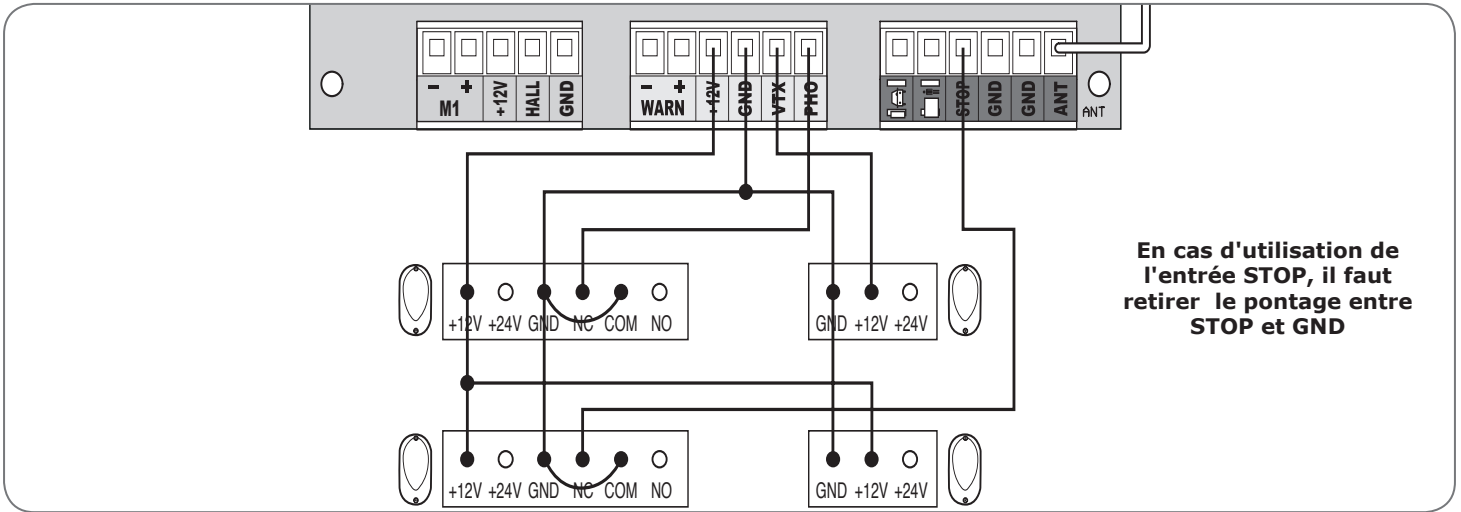 - +
M1
+12V
HALL
GND
- +
WARN
+12V
GND
VTX
PHO
STOP
GND
GND
ANT
ANT
En cas d'utilisation de
l'entrée STOP, il faut
retirer le pontage entre
STOP et GND
+12V +24V GND NC COM NO
GND +12V +24V
+12V +24V GND NC COM NO
GND +12V +24V